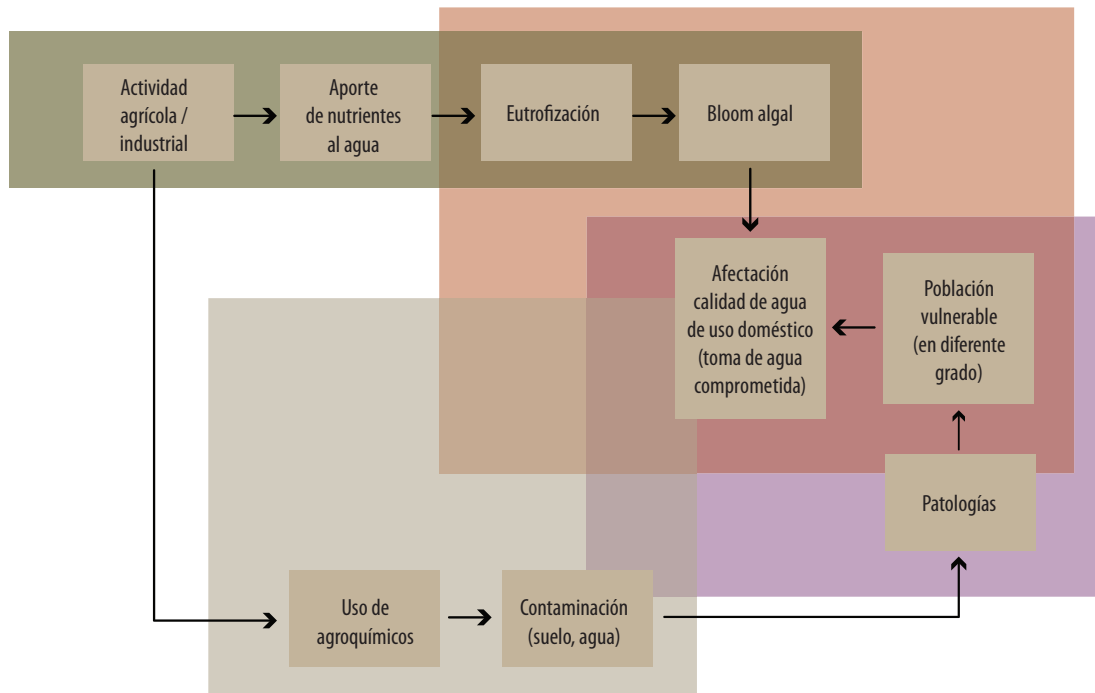 Actividad
agrícola /
industrial
Aporte
de nutrientes
al agua
Eutrofización
Bloom algal
Afectación
calidad de agua
de uso doméstico
(toma de agua
comprometida)
Población
vulnerable
(en diferente
grado)
Patologías
Uso de
agroquímicos
Contaminación
(suelo, agua)